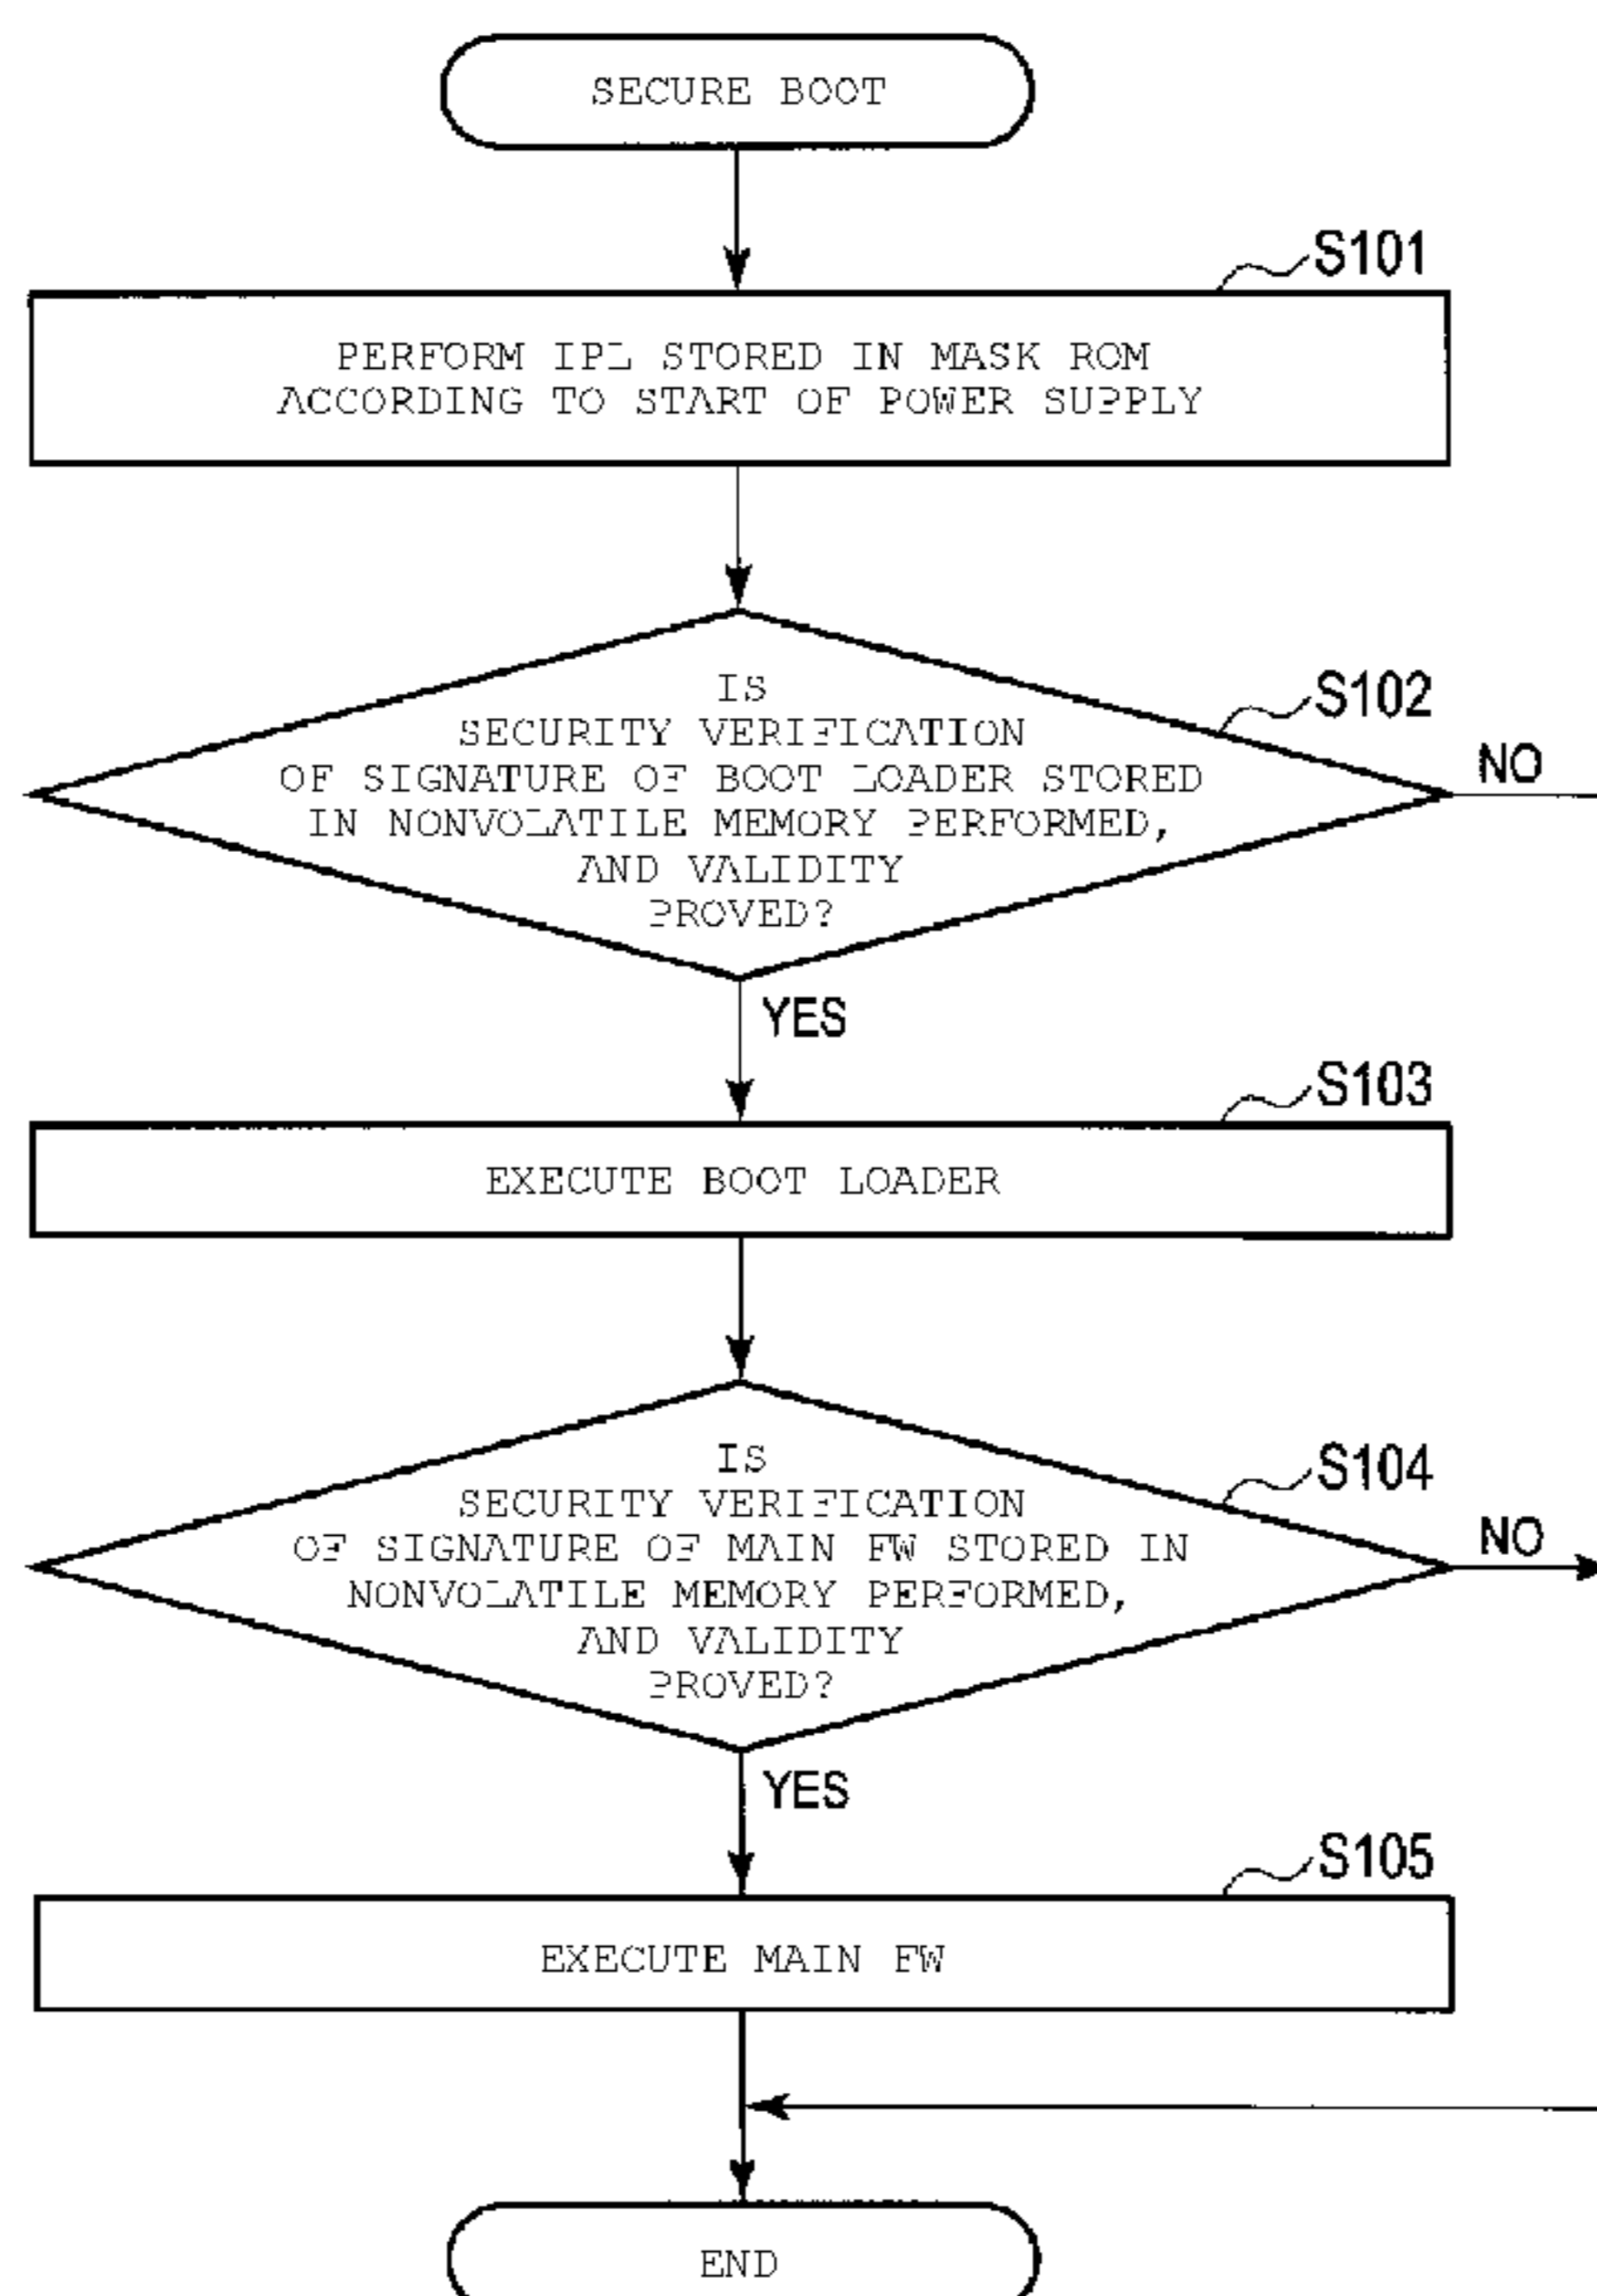 SECURE BOOT
S101
PERFORM IPL STORED IN MASK ROM
ACCORDING TO START OF POWER SUPPLY
S102
IS
SECURITY VERIFICATION
OF SIGNATURE OF BOOT LOADER STORED
IN NONVOLATILE MEMORY PERFORMED,
AND VALIDITY
PROVED?
NO
YES
S103
EXECUTE BOOT LOADER
S104
IS
SECURITY VERIFICATION
OF SIGNATURE OF MAIN FW STORED IN
NONVOLATILE MEMORY PERFORMED,
AND VALIDITY
PROVED?
NO
YES
S105
EXECUTE MAIN FW
END